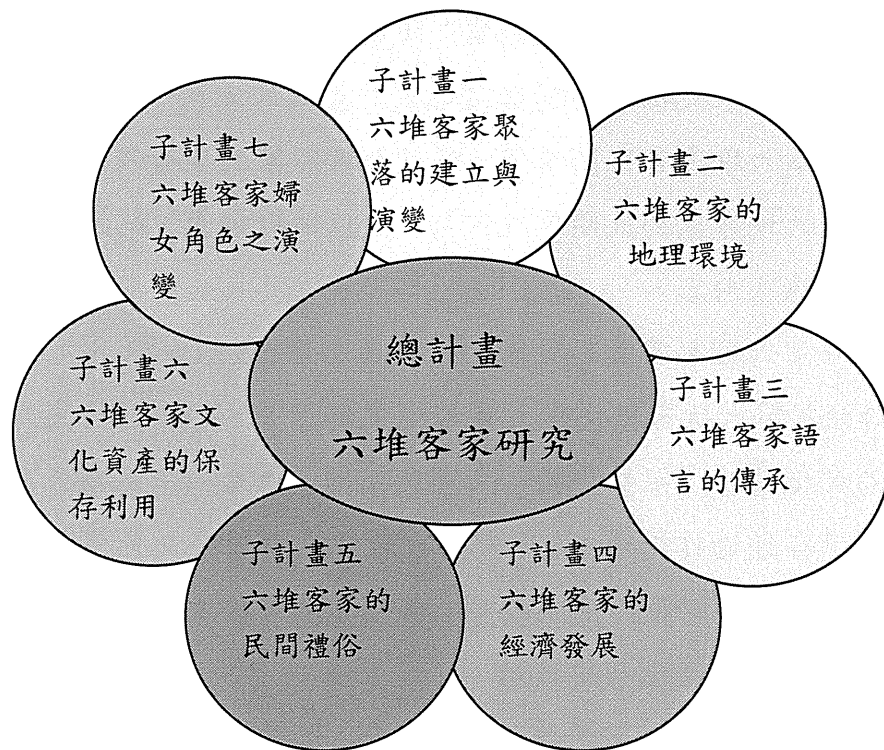 子計畫一
六堆客家聚
落的建立與
演變
子計畫二
六堆客家的
地理環境
子計畫三
六堆客家語
言的傳承
子計畫四
六堆客家的
經濟發展
子計畫五
六堆客家的
民間禮俗
子計畫六
六堆客家文
化資產的保
存利用
子計畫七
六堆客家婦
女角色之演
變
總計畫
六堆客家研究